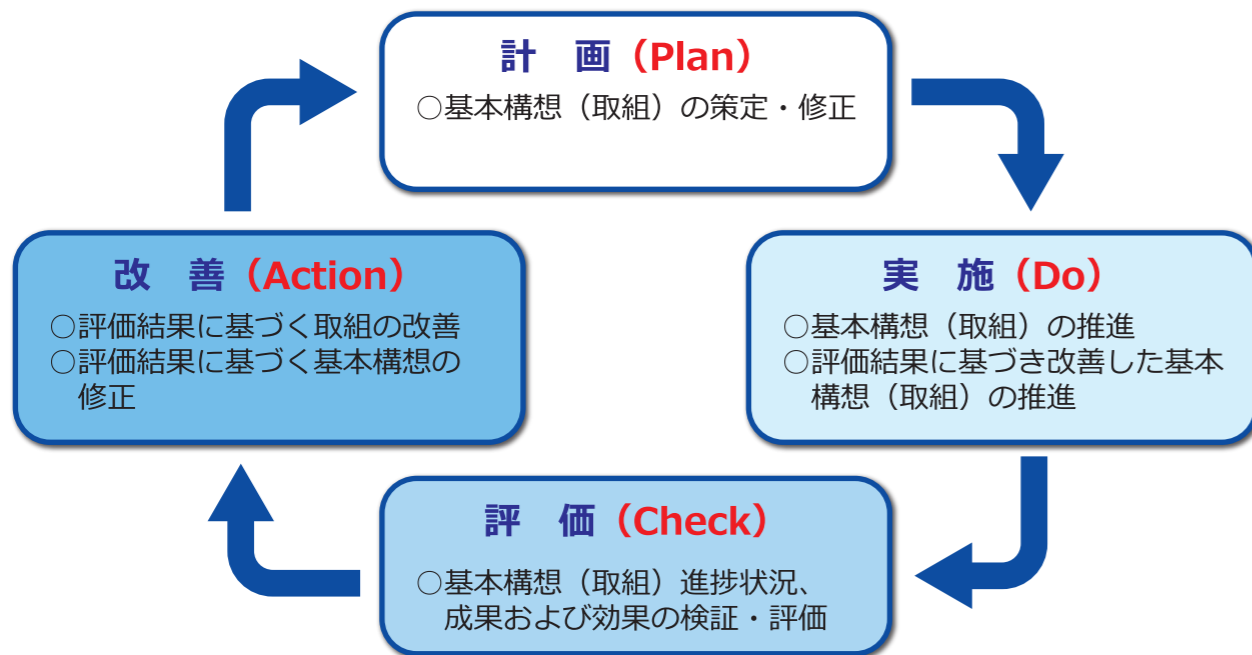 計　画（Plan）
○基本構想（取組）の策定・修正
改　善（Action）
○評価結果に基づく取組の改善
○評価結果に基づく基本構想の
修正
実　施（Do）
○基本構想（取組）の推進
○評価結果に基づき改善した基本
構想（取組）の推進
評　価（Check）
○基本構想（取組）進捗状況、
成果および効果の検証・評価